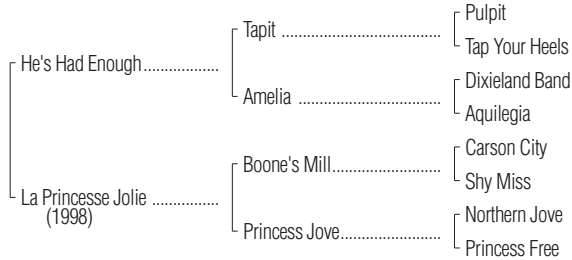 Pulpit
Tapit
Tap Your Heels
He's Had Enough
Dixieland Band
Amelia
Aquilegia
Carson City
Boone's Mill
Shy Miss
La Princesse Jolie
(1998)
Northern Jove
Princess Jove
Princess Free